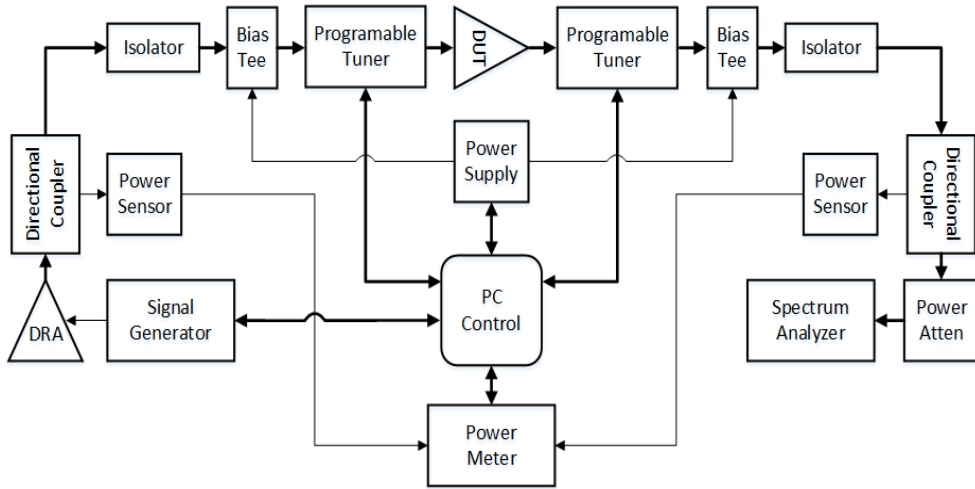 Isolator
Bias
Tee
Programable
Tuner
DUT
Programable
Tuner
Bias
Tee
Isolator
Directional
Coupler
Power
Sensor
Power
Supply
Power
Sensor
Directional
Coupler
DRA
Signal
Generator
PC
Control
Spectrum
Analyzer
Power
Atten
Power
Meter